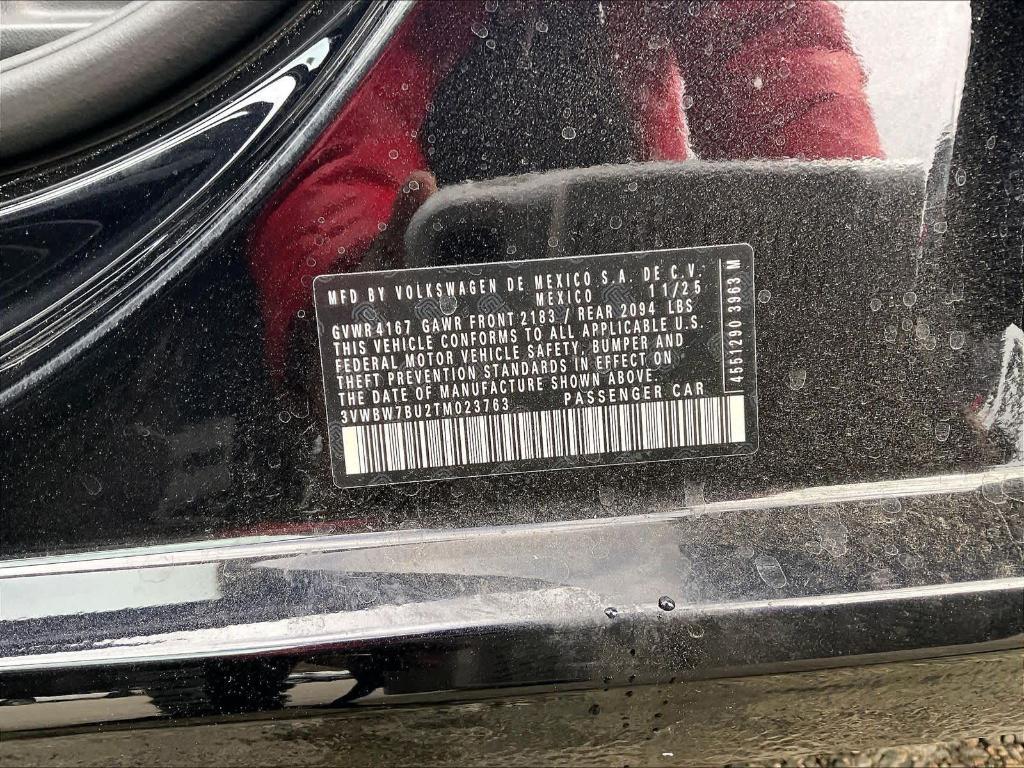 MFD BY VOLKSWAGEN DE MEXICO S.A. DE C.V.
MEXICO 11/25
GVWR4167 GAWR FRONT 2183 / REAR 2094 LBS
THIS VEHICLE CONFORMS TO ALL APPLICABLE U.S.
FEDERAL MOTOR VEHICLE SAFETY, BUMPER AND
THEFT PREVENTION STANDARDS IN EFFECT ON
THE DATE OF MANUFACTURE SHOWN ABOVE.
3VWBW7BU2TM023763 PASSENGER CAR
4551290 3963 M